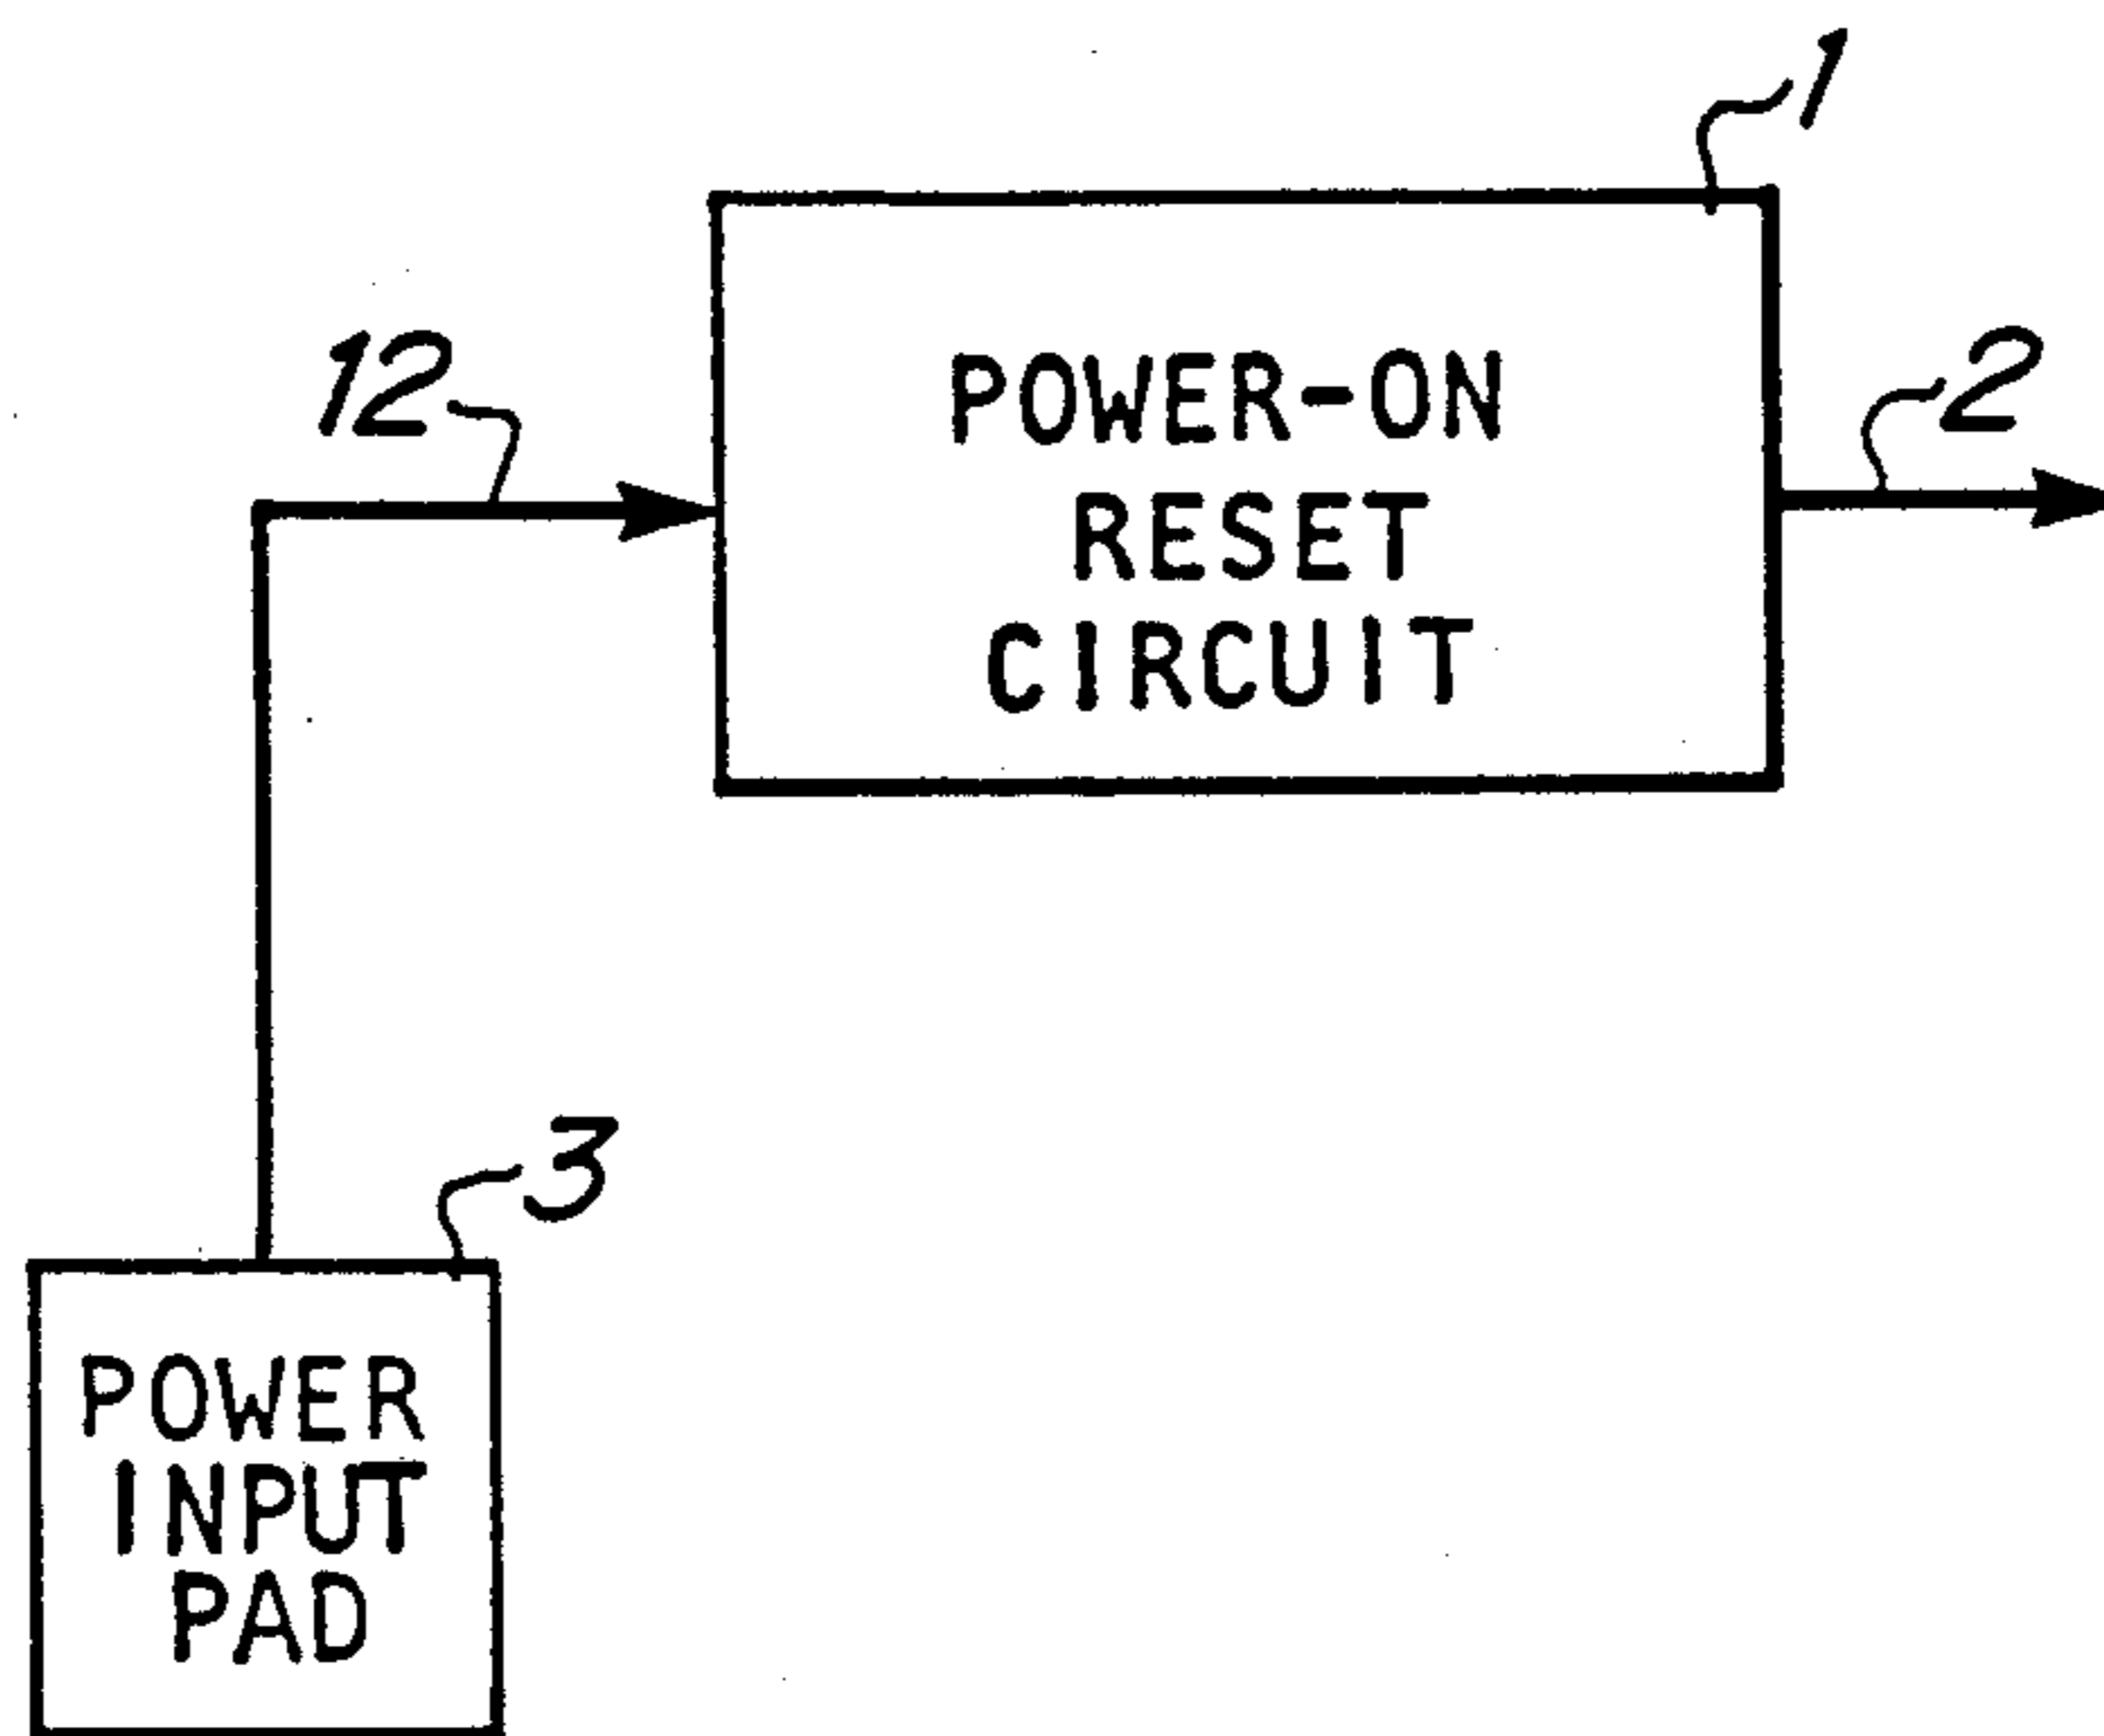 1
12
2
POWER-ON
RESET
CIRCUIT
3
POWER
INPUT
PAD